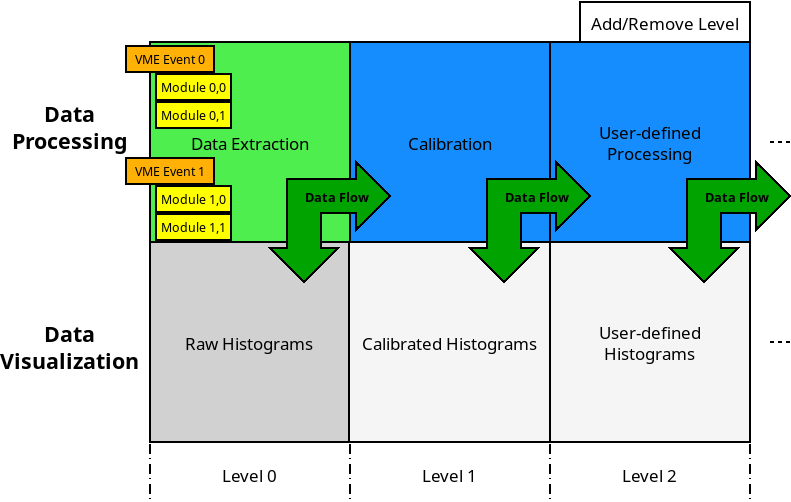 Add/Remove Level
VME Event 0
Module 0,0
Module 0,1
Data
Processing
Data Extraction
Calibration
User-defined
Processing
VME Event 1
Module 1,0
Module 1,1
Data Flow
Data Flow
Data Flow
Data
Visualization
Raw Histograms
Calibrated Histograms
User-defined
Histograms
Level 0
Level 1
Level 2